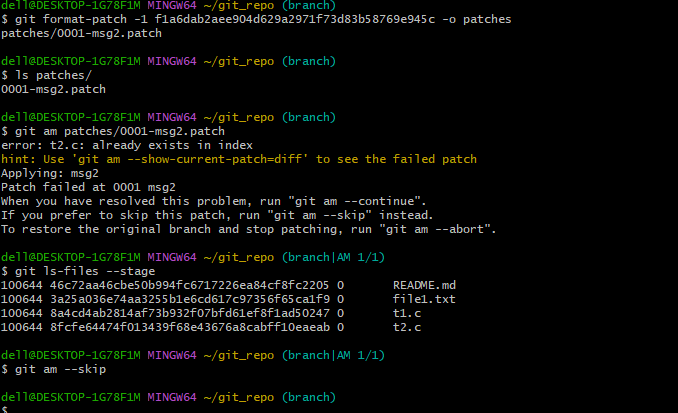 dell@DESKTOP-1G78F1M MINGW64 ~/git_repo (branch)
$ git format-patch -1 f1a6dab2aee904d629a2971f73d83b58769e945c -o patches
patches/0001-msg2.patch
dell@DESKTOP-1G78F1M MINGW64 ~/git_repo (branch)
$ ls patches/
0001-msg2.patch
dell@DESKTOP-1G78F1M MINGW64 ~/git_repo (branch)
$ git am patches/0001-msg2.patch
error: t2.c: already exists in index
hint: Use 'git am --show-current-patch=diff' to see the failed patch
Applying: msg2
Patch failed at 0001 msg2
When you have resolved this problem, run "git am --continue".
If you prefer to skip this patch, run "git am --skip" instead.
To restore the original branch and stop patching, run "git am --abort".
dell@DESKTOP-1G78F1M MINGW64 ~/git_repo (branch|AM 1/1)
$ git ls-files --stage
100644 46c72aa46cbe50b994fc6717226ea84cf8fc2205 0 README.md
100644 3a25a036e74aa3255b1e6cd617c97356f65ca1f9 0 file1.txt
100644 8a4cd4ab2814af73b932f07bfd61ef8f1ad50247 0 t1.c
100644 8fcfe64474f013439f68e43676a8cabff10eaeab 0 t2.c
dell@DESKTOP-1G78F1M MINGW64 ~/git_repo (branch|AM 1/1)
$ git am --skip
dell@DESKTOP-1G78F1M MINGW64 ~/git_repo (branch)
$